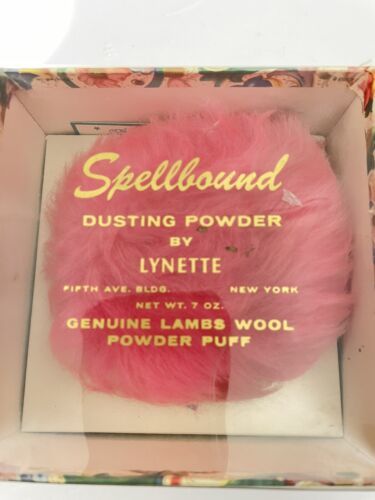 Spellbound
DUSTING POWDER
BY
LYNETTE
FIFTH AVE. BLDG. NEW YORK
NET WT. 7 OZ.
GENUINE LAMBS WOOL
POWDER PUFF